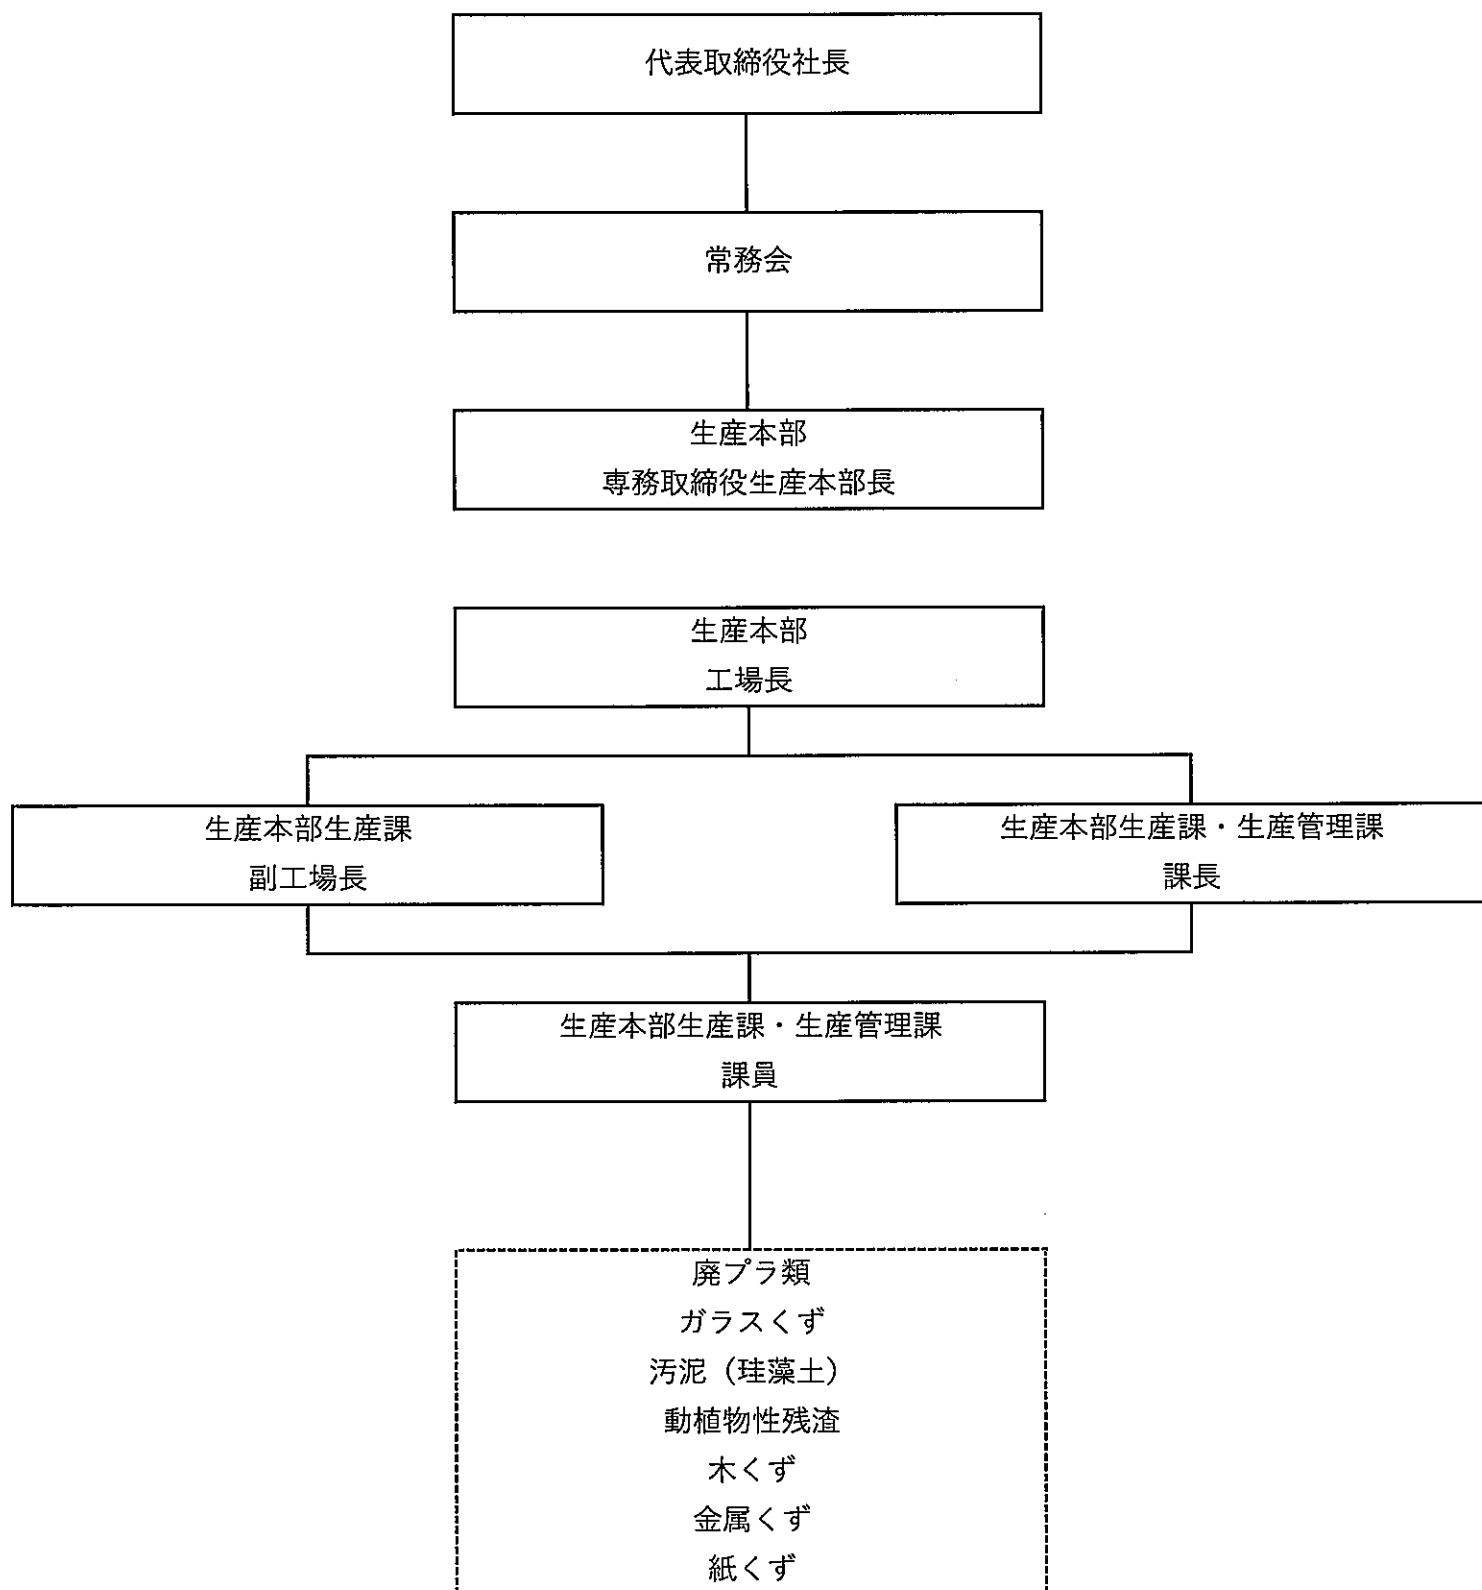 代表取締役社長
常務会
生産本部
専務取締役生産本部長
生産本部
工場長
生産本部生産課
副工場長
生産本部生産課・生産管理課
課長
生産本部生産課・生産管理課
課員
廃プラ類
ガラスくず
汚泥（珪藻土）
動植物性残渣
木くず
金属くず
紙くず